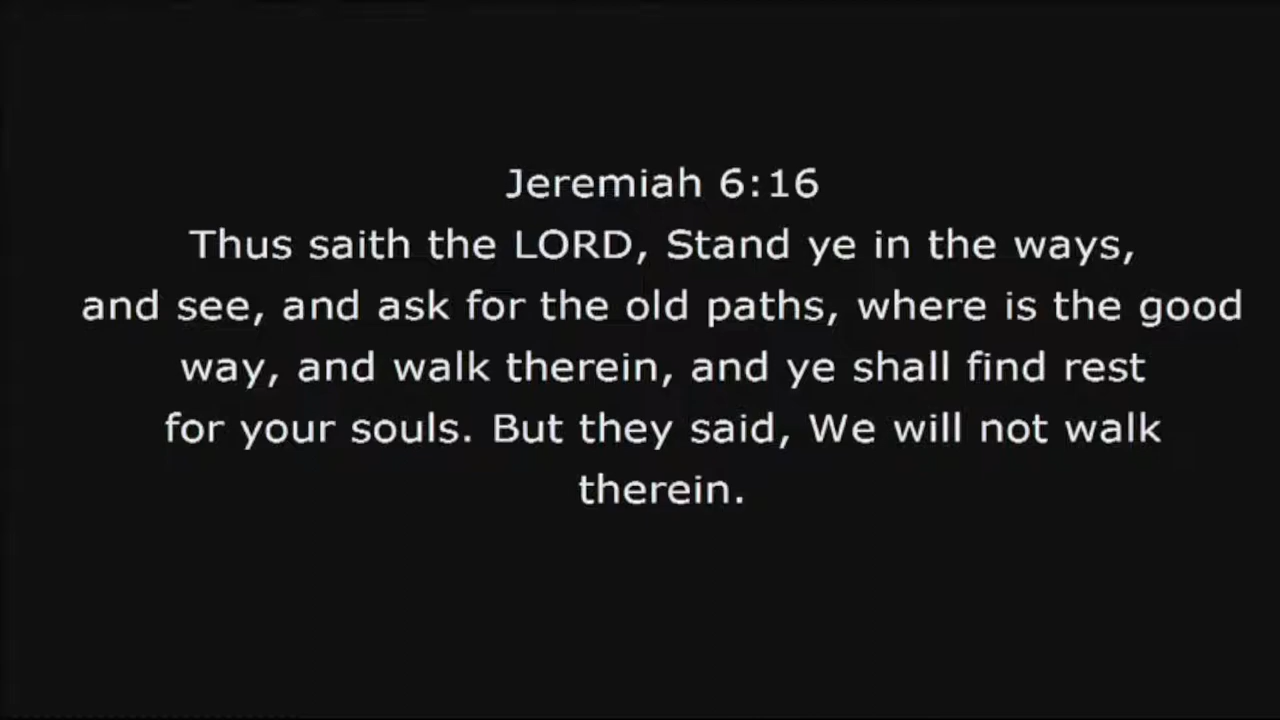 Jeremiah 6:16
Thus saith the LORD, Stand ye in the ways,
and see, and ask for the old paths, where is the good
way, and walk therein, and ye shall find rest
for your souls. But they said, We will not walk
therein.